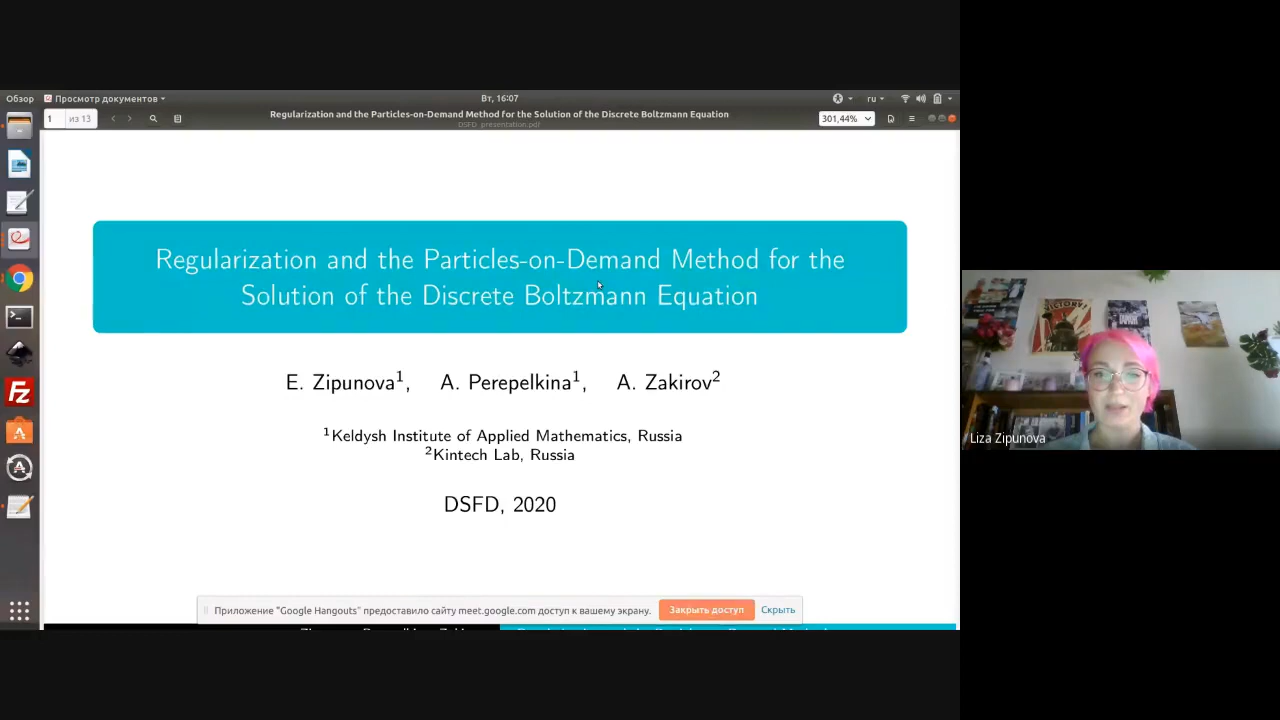 Обзор
Просмотр документов
Вт, 16:07
ru
1
из 13
Regularization and the Particles-on-Demand Method for the Solution of the Discrete Boltzmann Equation
DSFD_presentation.pdf
301,44%
Regularization and the Particles-on-Demand Method for the
Solution of the Discrete Boltzmann Equation
E. Zipunova¹, A. Perepelkina¹, A. Zakirov²
¹Keldysh Institute of Applied Mathematics, Russia
²Kintech Lab, Russia
DSFD, 2020
Приложение "Google Hangouts" предоставило сайту meet.google.com доступ к вашему экрану.
Закрыть доступ
Скрыть
VICTORY!
Liza Zipunova